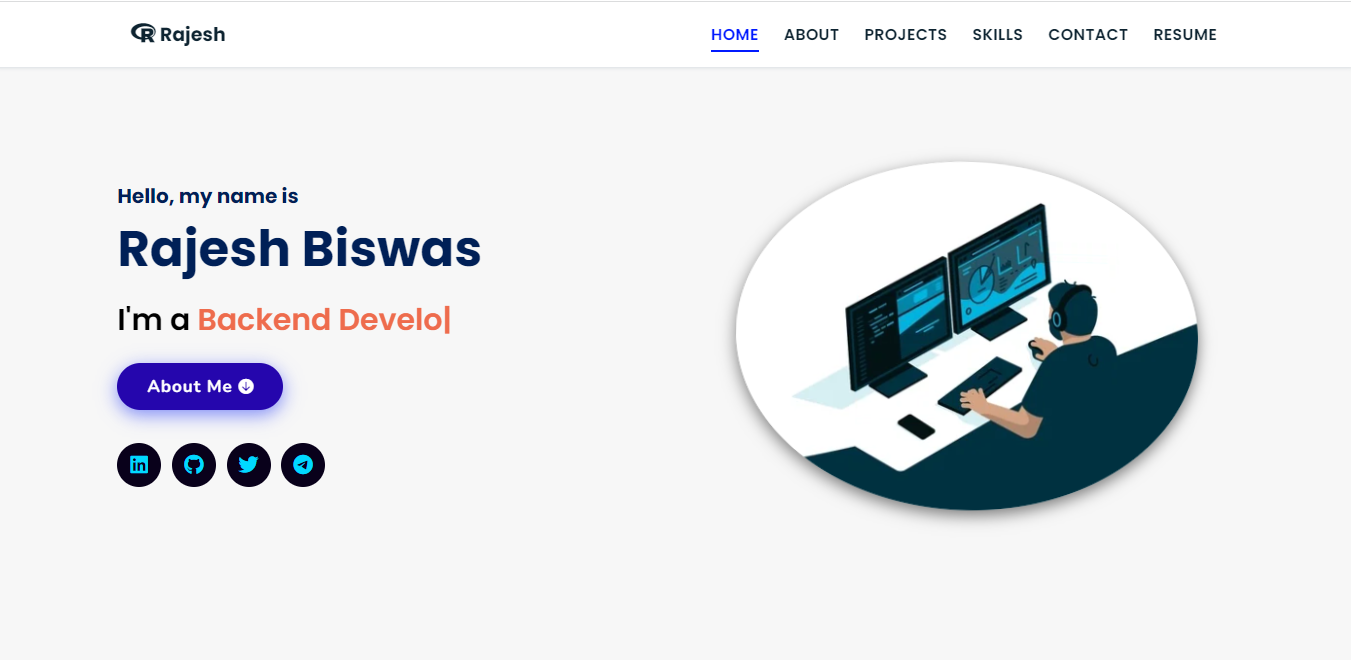 Rajesh
HOME ABOUT PROJECTS SKILLS CONTACT RESUME
Hello, my name is
Rajesh Biswas
I'm a Backend Develo|
About Me